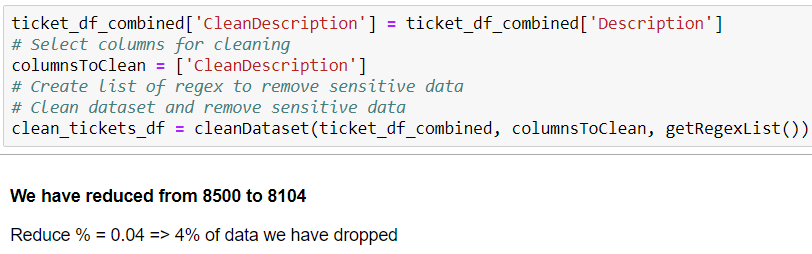 ticket_df_combined['CleanDescription'] = ticket_df_combined['Description']
# Select columns for cleaning
columnsToClean = ['CleanDescription']
# Create list of regex to remove sensitive data
# Clean dataset and remove sensitive data
clean_tickets_df = cleanDataset(ticket_df_combined, columnsToClean, getRegexList())
We have reduced from 8500 to 8104
Reduce % = 0.04 => 4% of data we have dropped